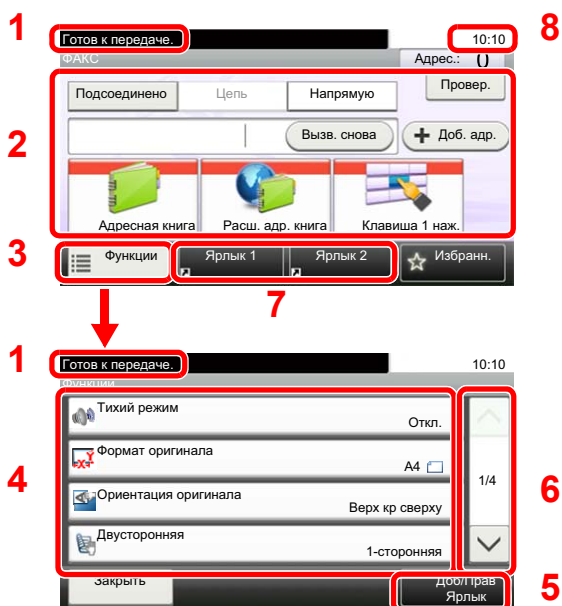 1
Готов к передаче.
10:10
8
ФАКС
Адрес.: ()
Подсоединено
Цепь
Напрямую
Провер.
2
Вызв. снова
Доб. адр.
Адресная книга
Расш. адр. книга
Клавиша 1 наж.
3
Функции
Ярлык 1
Ярлык 2
Избранн.
7
1
Готов к передаче.
10:10
Функции
Тихий режим
Откл.
Формат оригинала
A4
4
1/4
6
Ориентация оригинала
Верх кр сверху
Двусторонняя
1-сторонняя
Закрыть
Доб/Прав
Ярлык
5